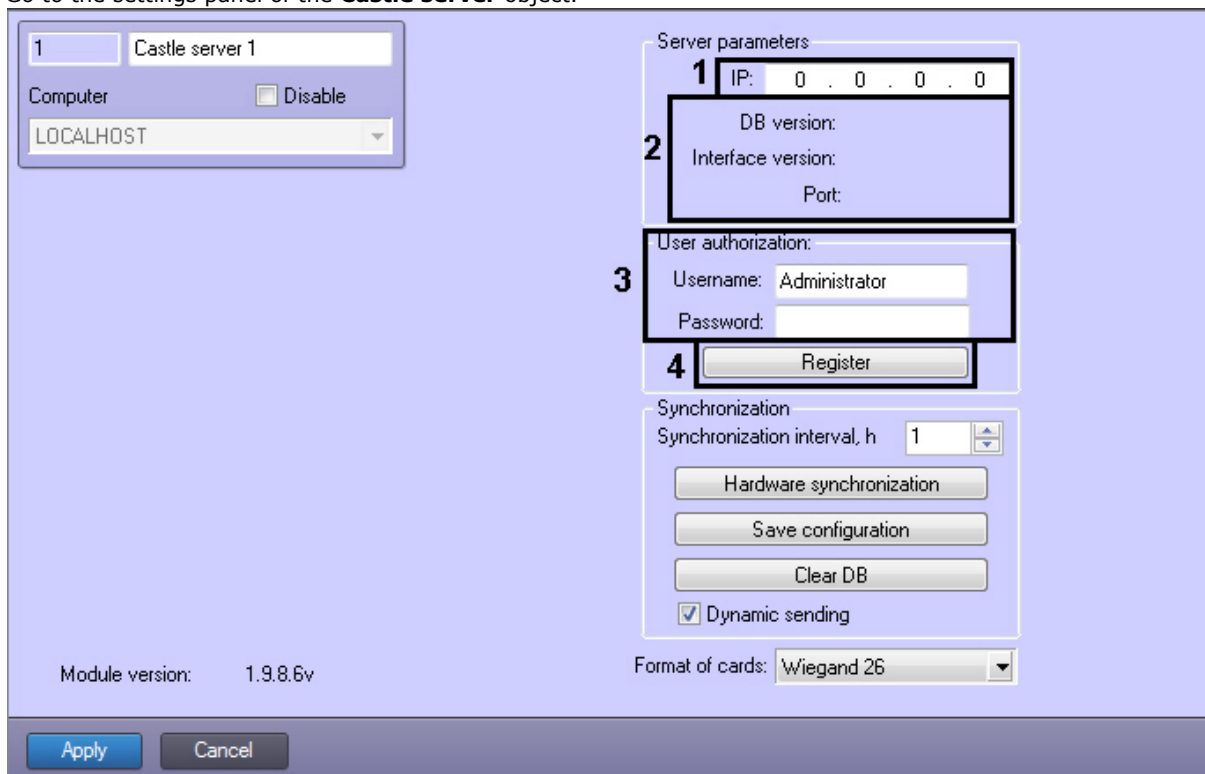 Go to the settings panel of the Castle Server object.
1 Castle server 1
Computer Disable
LOCALHOST
Server parameters
1 IP: 0 . 0 . 0 . 0
2
DB version:
Interface version:
Port:
User authorization:
3
Username: Administrator
Password:
4 Register
Synchronization
Synchronization interval, h 1
Hardware synchronization
Save configuration
Clear DB
Dynamic sending
Format of cards: Wiegand 26
Module version: 1.9.8.6v
Apply Cancel